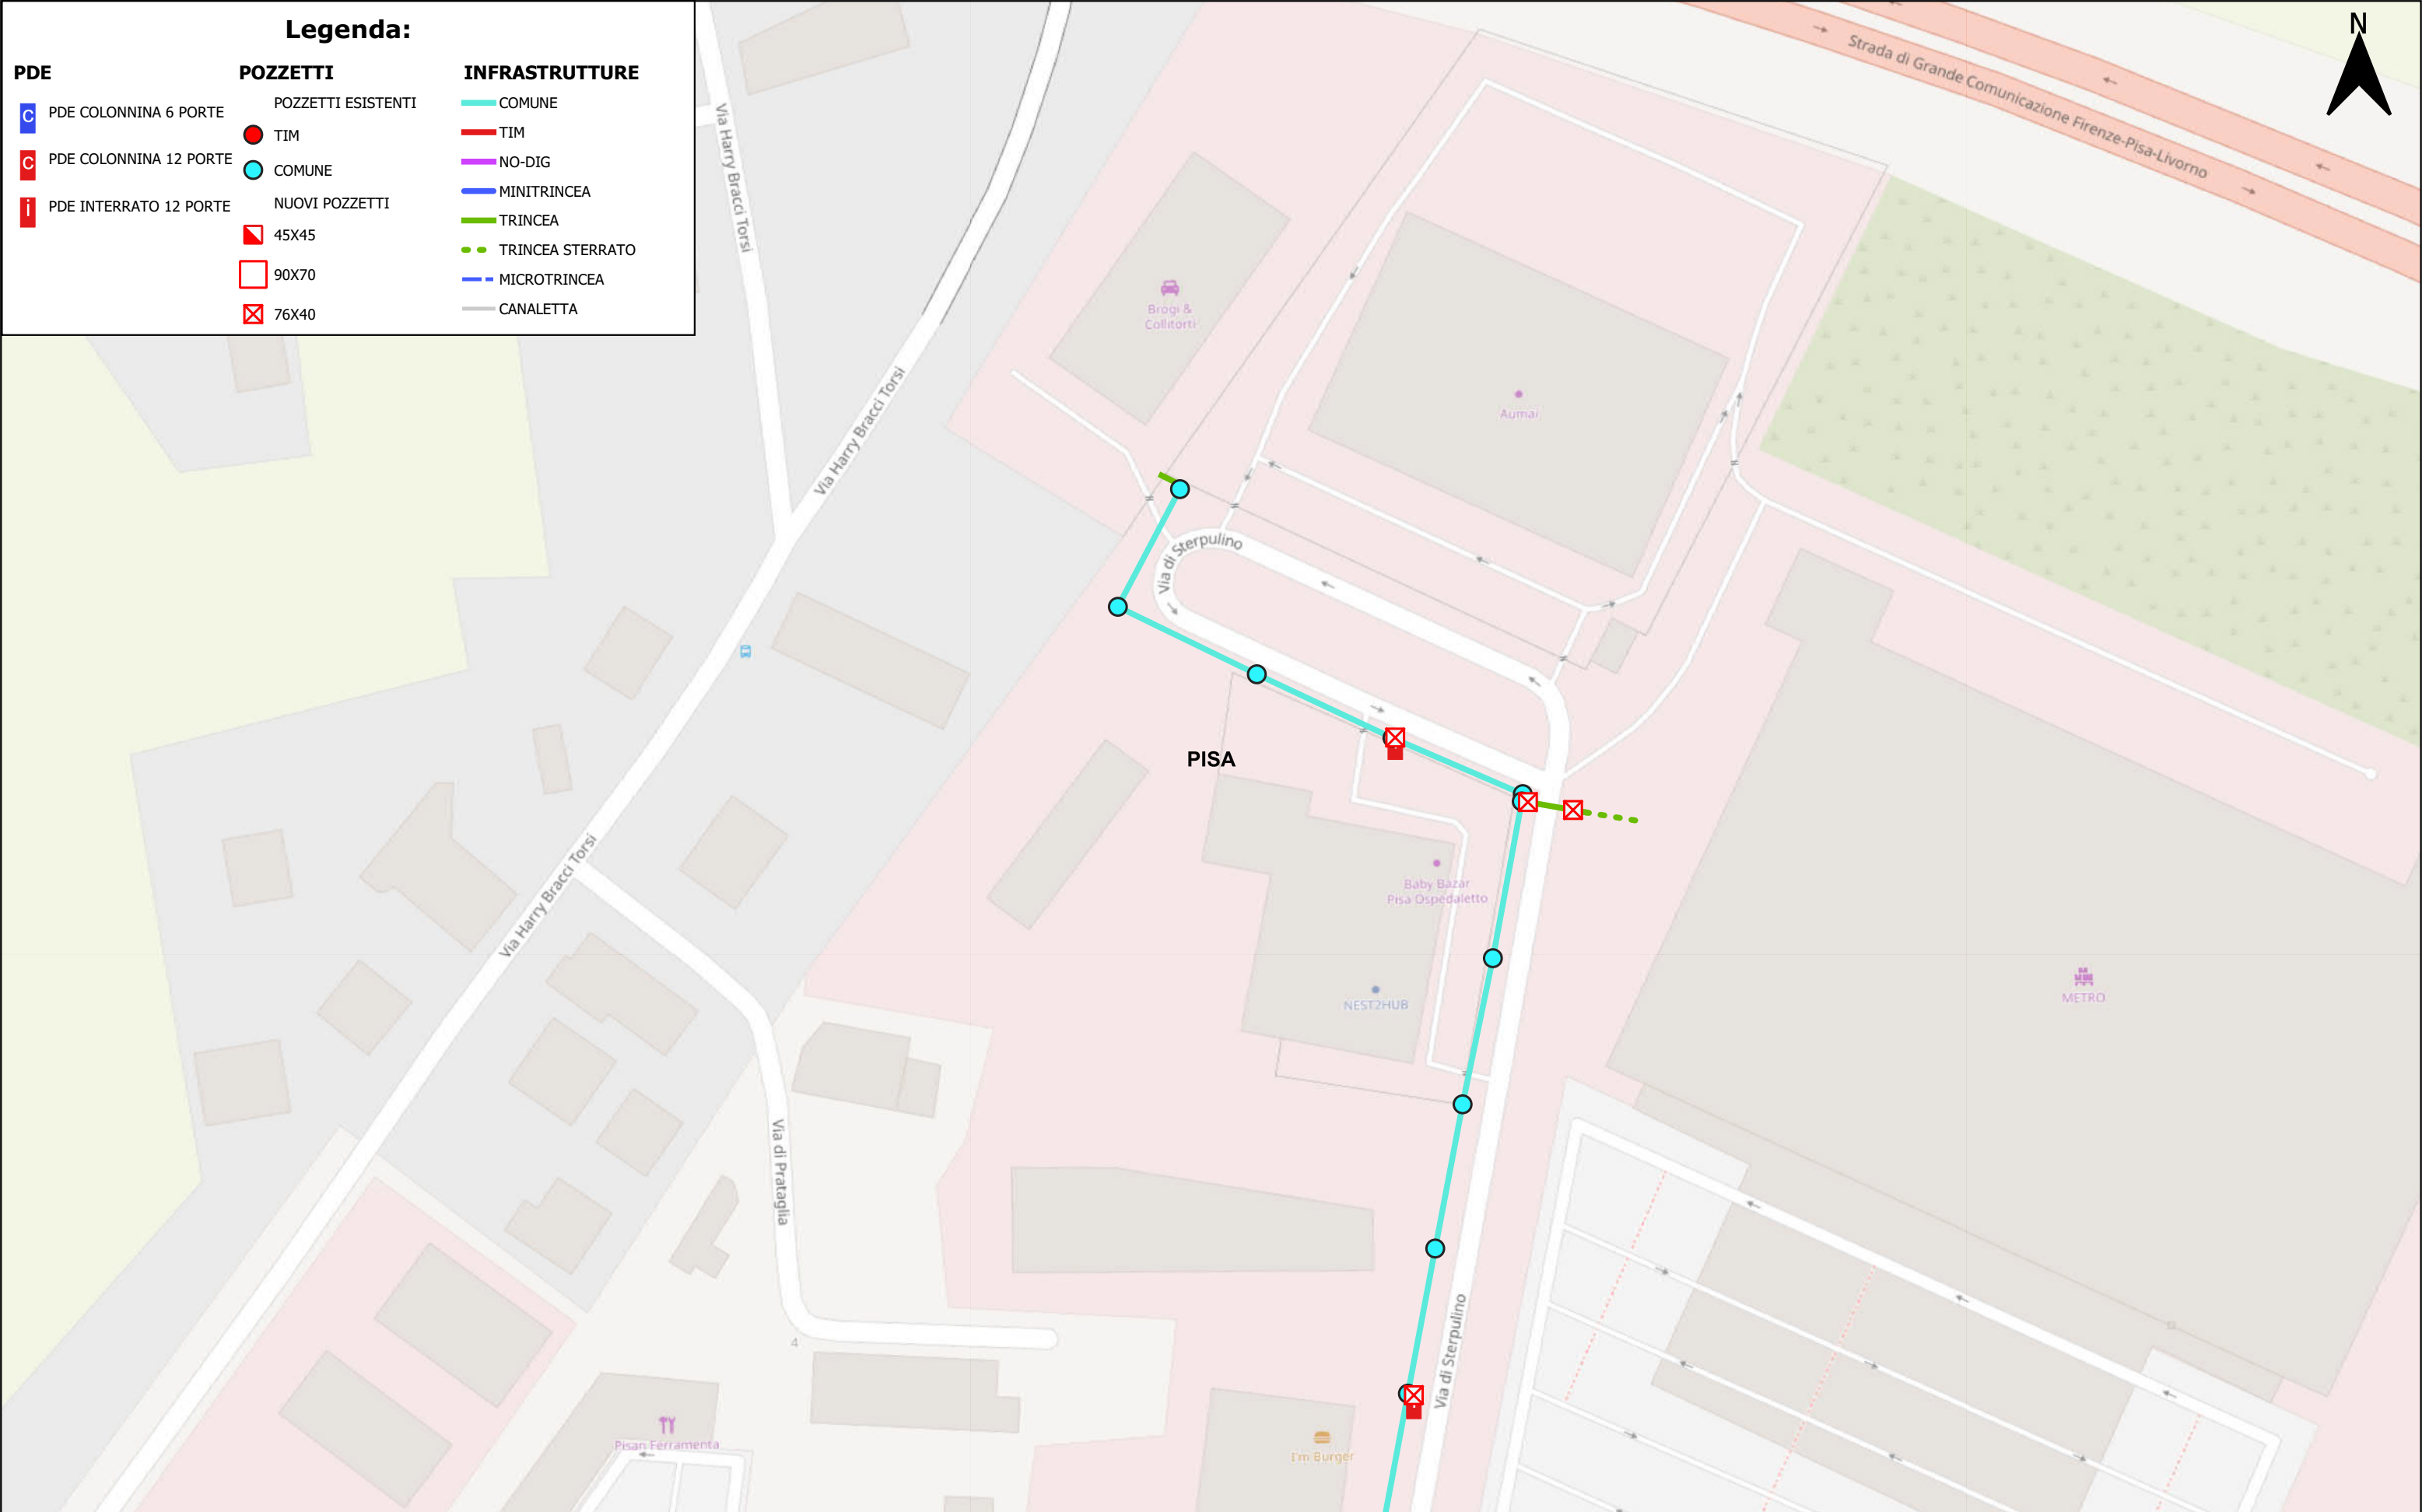 Legenda:
PDE
C PDE COLONNINA 6 PORTE
C PDE COLONNINA 12 PORTE
i PDE INTERRATO 12 PORTE
POZZETTI
POZZETTI ESISTENTI
TIM
COMUNE
NUOVI POZZETTI
45X45
90X70
76X40
INFRASTRUTTURE
COMUNE
TIM
NO-DIG
MINITRINCEA
TRINCEA
TRINCEA STERRATO
MICROTRINCEA
CANALETTA
N
Strada di Grande Comunicazione Firenze-Pisa-Livorno
Via Harry Bracci Torsi
Via Harry Bracci Torsi
Brogi &
Collitorti
Aumai
Via di Sterpulino
PISA
Via Harry Bracci Torsi
Baby Bazar
Pisa Ospedaletto
NEST2HUB
METRO
Via di Prataglia
4
Via di Sterpulino
Pisan Ferramenta
I'm Burger